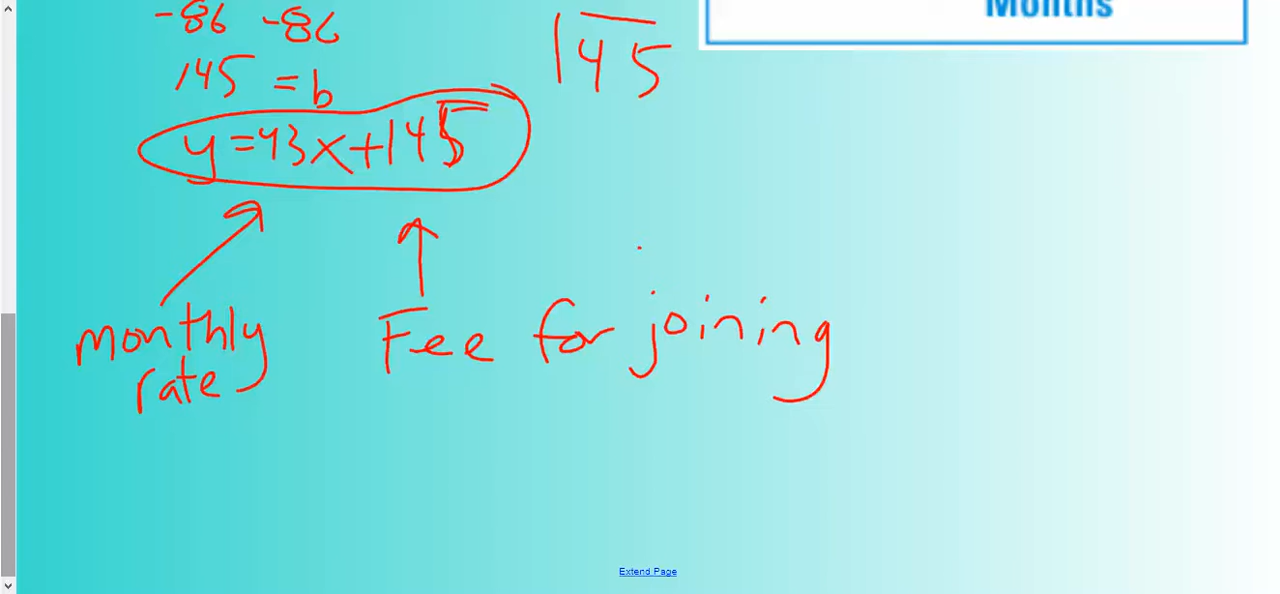 -86 -86
145 = b
145
Months
y=43x+145
monthly
rate
Fee for joining
Extend Page